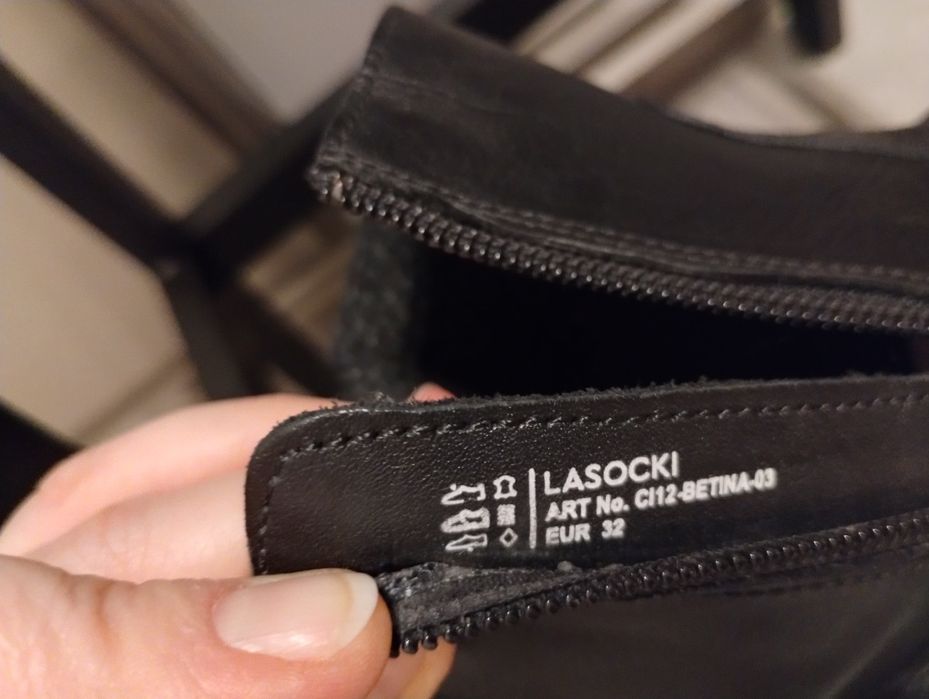 LASOCKI
ART No. CI12-BETINA-03
EUR 32